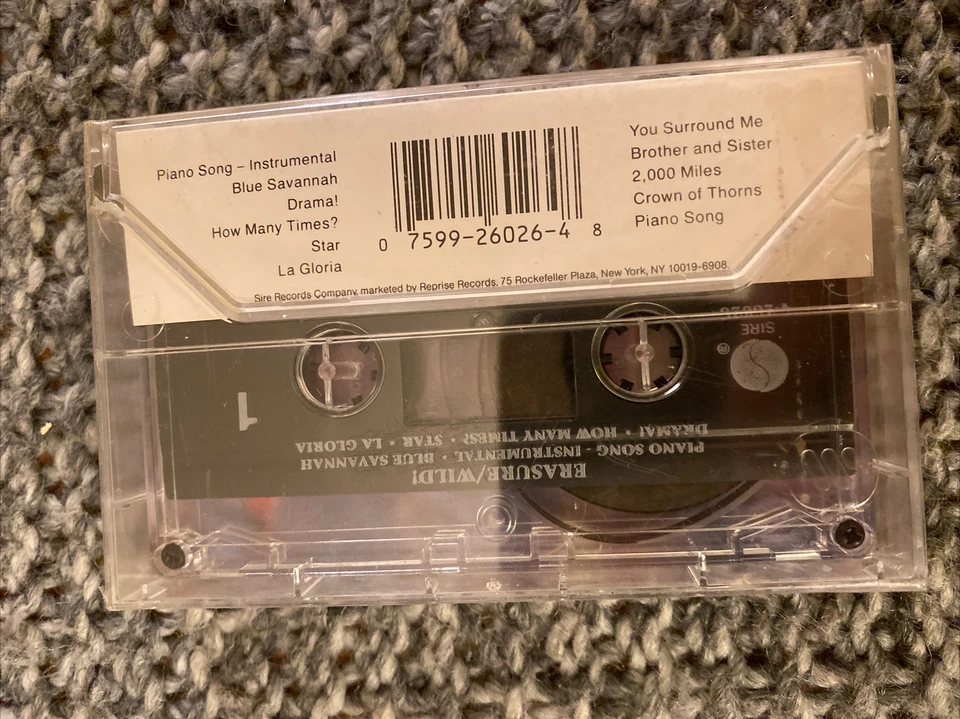 Piano Song – Instrumental
Blue Savannah
Drama!
How Many Times?
Star
La Gloria
0 7599-26026-4 8
You Surround Me
Brother and Sister
2,000 Miles
Crown of Thorns
Piano Song
Sire Records Company, marketed by Reprise Records, 75 Rockefeller Plaza, New York, NY 10019-6908.
SIRE
1
ERASURE/WILD!
PIANO SONG - INSTRUMENTAL • BLUE SAVANNAH
DRAMA! • HOW MANY TIMES? • STAR • LA GLORIA